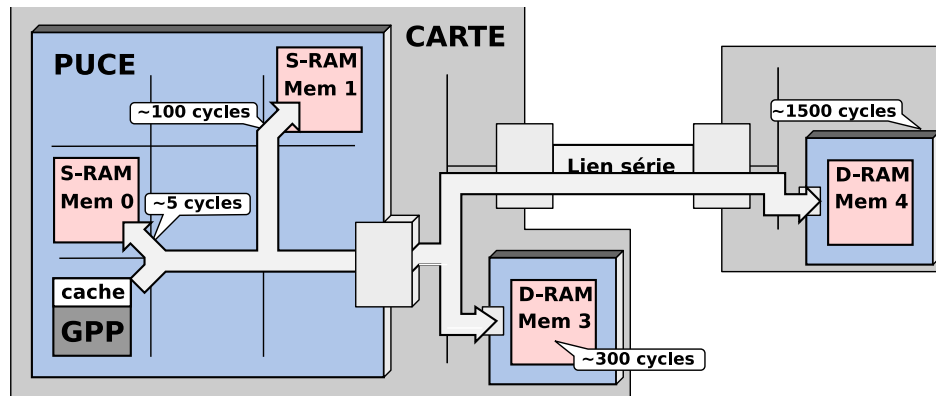 CARTE
PUCE
S-RAM
Mem 1
~100 cycles
~1500 cycles
Lien série
S-RAM
Mem 0
~5 cycles
D-RAM
Mem 4
cache
GPP
D-RAM
Mem 3
~300 cycles